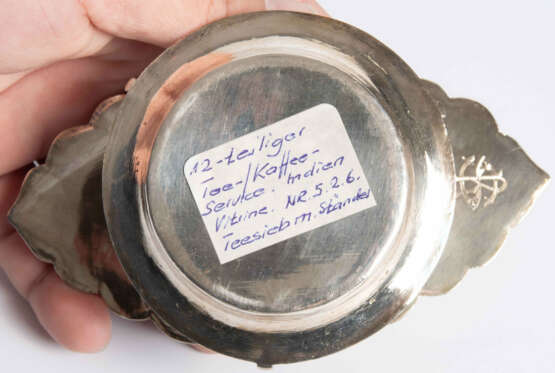 12-teiliger
Tee-/Kaffee-
Service. Indien
Vitrine. NR. 5.2.6.
Teesieb m. Ständer